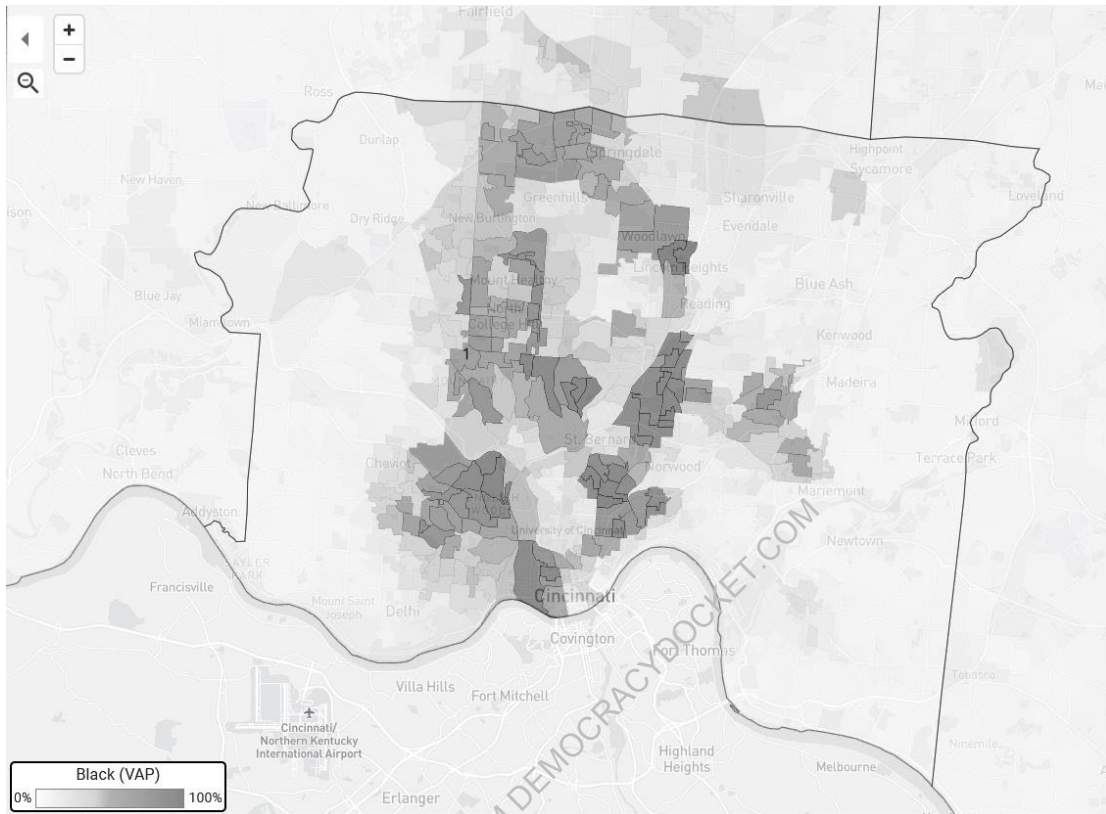 Fairfield
+
−
Ross
Dunlap
Springdale
Highpoint
Sycamore
New Haven
New Baltimore
Dry Ridge
Greenhills
New Burlington
Sharonville
Loveland
Evendale
Woodlawn
Lincoln Heights
Mount Healthy
Blue Ash
Blue Jay
Miamitown
North
College Hill
Reading
Kenwood
1
Madeira
Milford
Cheviot
St. Bernard
Norwood
Terrace Park
Cleves
North Bend
Mariemont
Addyston
University of Cincinnati
Newtown
SAYLER
PARK
Francisville
Mount Saint
Joseph
Delhi
Cincinnati
Covington
Fort Thomas
Villa Hills
Fort Mitchell
Tobasco
Cincinnati/
Northern Kentucky
International Airport
Highland
Heights
Ninemile
Melbourne
Erlanger
Black (VAP)
0% 100%
M DEMOCRACYDOCKET.COM